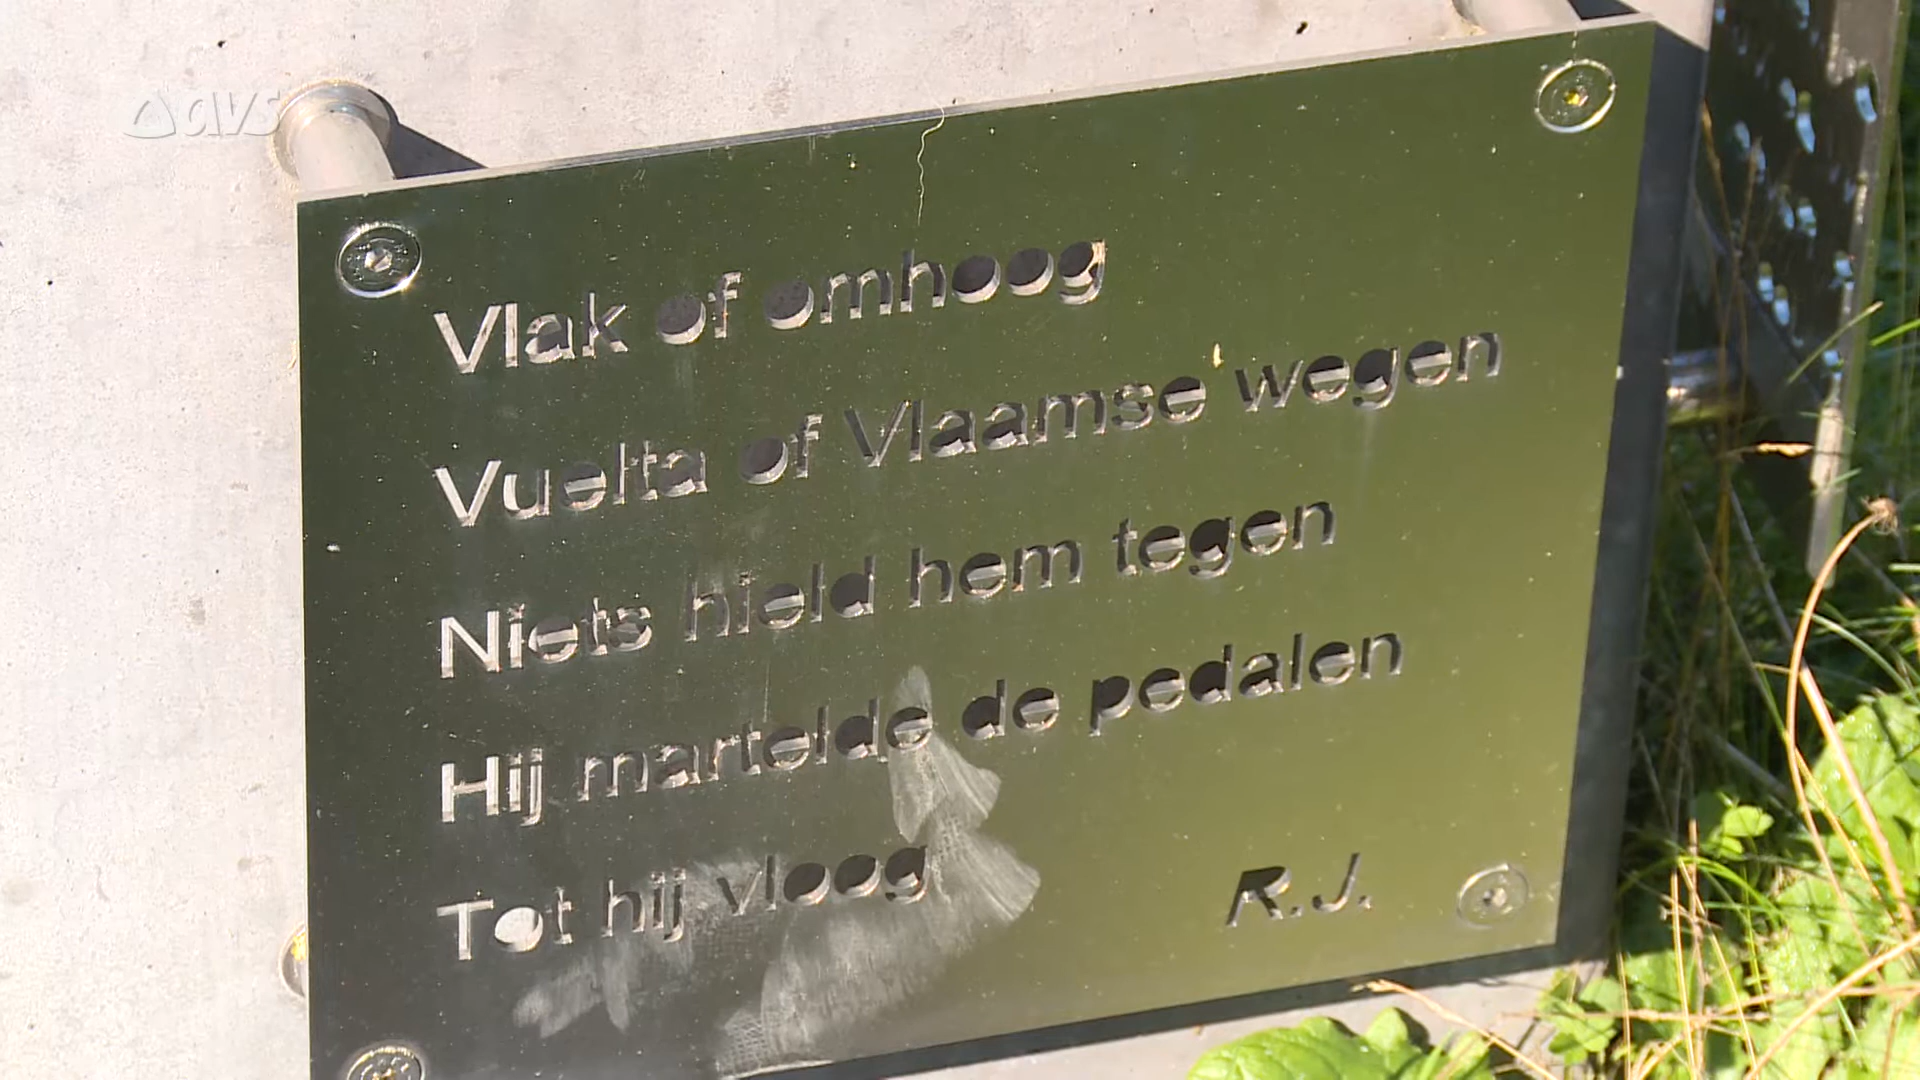 avs
Vlak of omhoog
Vuelta of Vlaamse wegen
Niets hield hem tegen
Hij martelde de pedalen
Tot hij vloog
R.J.